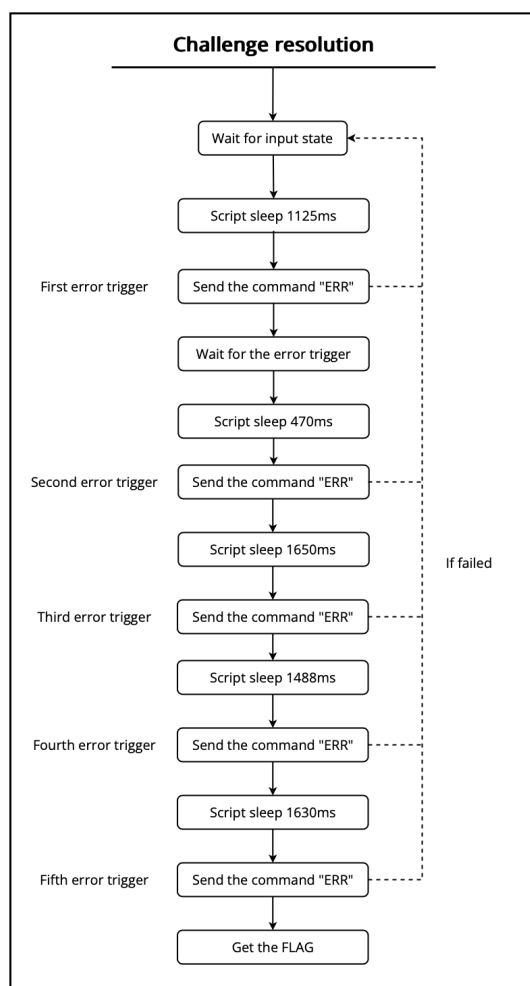 Challenge resolution
Wait for input state
Script sleep 1125ms
First error trigger
Send the command "ERR"
Wait for the error trigger
Script sleep 470ms
Second error trigger
Send the command "ERR"
Script sleep 1650ms
If failed
Third error trigger
Send the command "ERR"
Script sleep 1488ms
Fourth error trigger
Send the command "ERR"
Script sleep 1630ms
Fifth error trigger
Send the command "ERR"
Get the FLAG